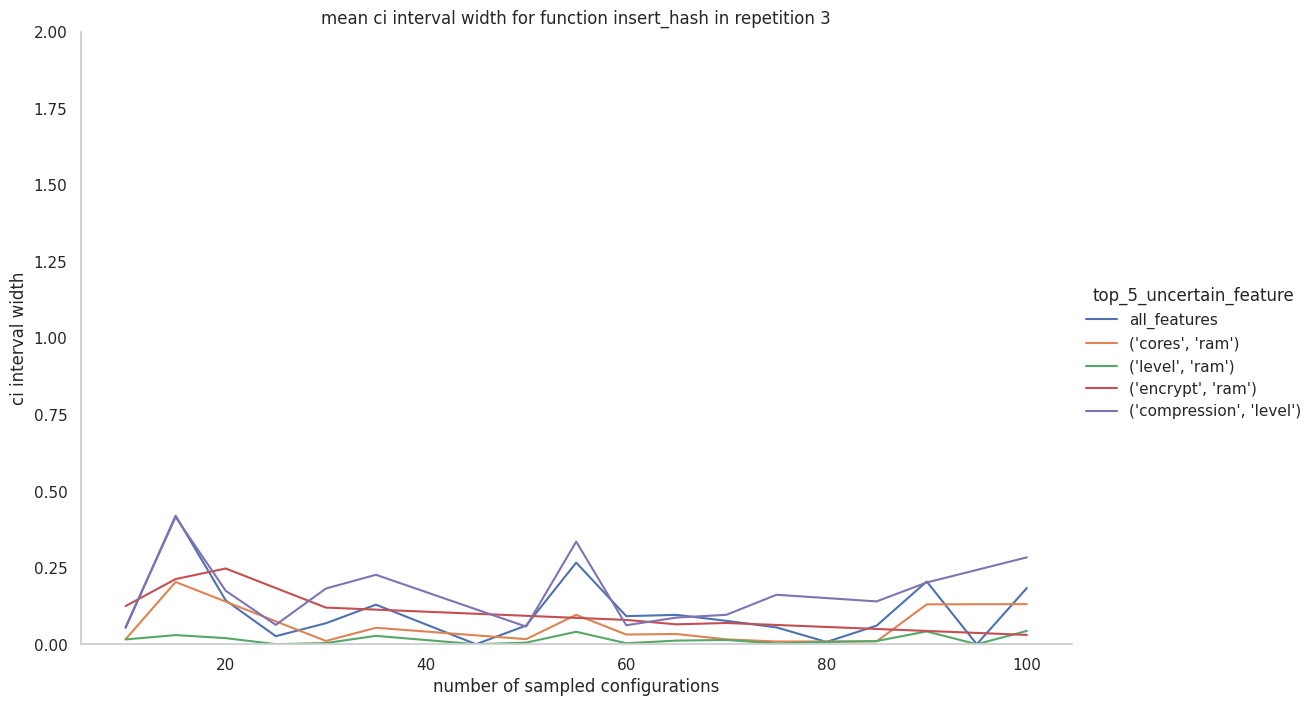 mean ci interval width for function insert_hash in repetition 3
2.00
1.75
1.50
1.25
1.00
0.75
0.50
0.25
0.00
ci interval width
20
40
60
80
100
number of sampled configurations
top_5_uncertain_feature
all_features
('cores', 'ram')
('level', 'ram')
('encrypt', 'ram')
('compression', 'level')